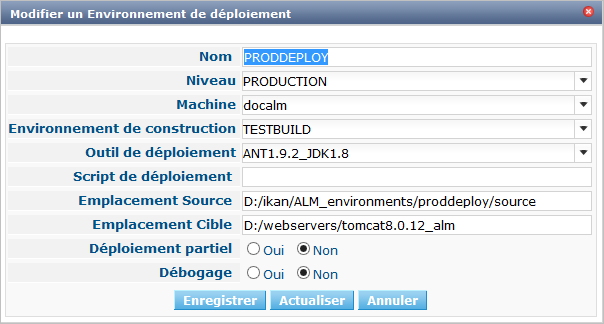 Modifier un Environnement de déploiement
Nom PRODDEPLOY
Niveau PRODUCTION
Machine docalm
Environnement de construction TESTBUILD
Outil de déploiement ANT1.9.2_JDK1.8
Script de déploiement
Emplacement Source D:/ikan/ALM_environments/proddeploy/source
Emplacement Cible D:/webservers/tomcat8.0.12_alm
Déploiement partiel Oui Non
Débogage Oui Non
Enregistrer Actualiser Annuler